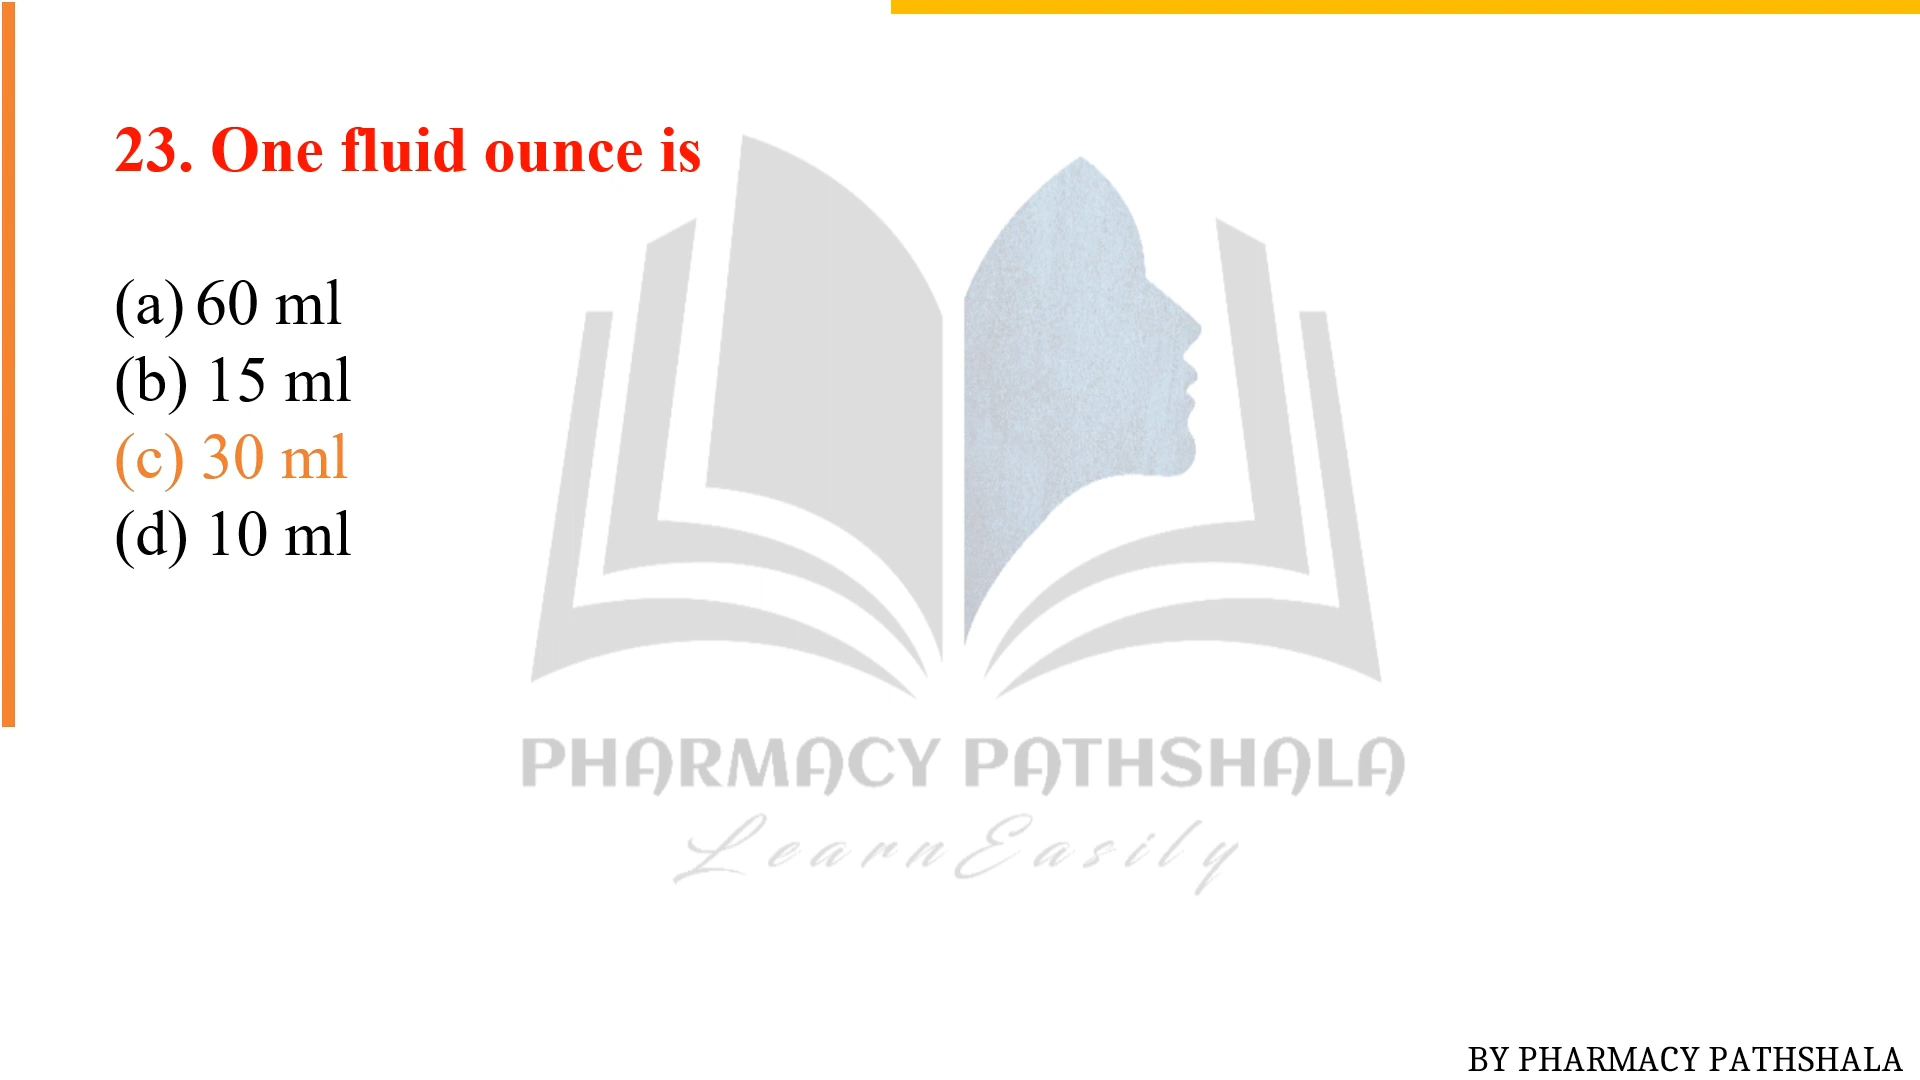 23. One fluid ounce is
(a) 60 ml
(b) 15 ml
(c) 30 ml
(d) 10 ml
PHARMACY PATHSHALA
Learn Easily
BY PHARMACY PATHSHALA